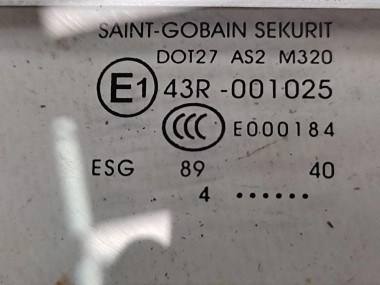 SAINT-GOBAIN SEKURIT
DOT27 AS2 M320
E1 43R -001025
CCC E000184
ESG 89 40
4 ......